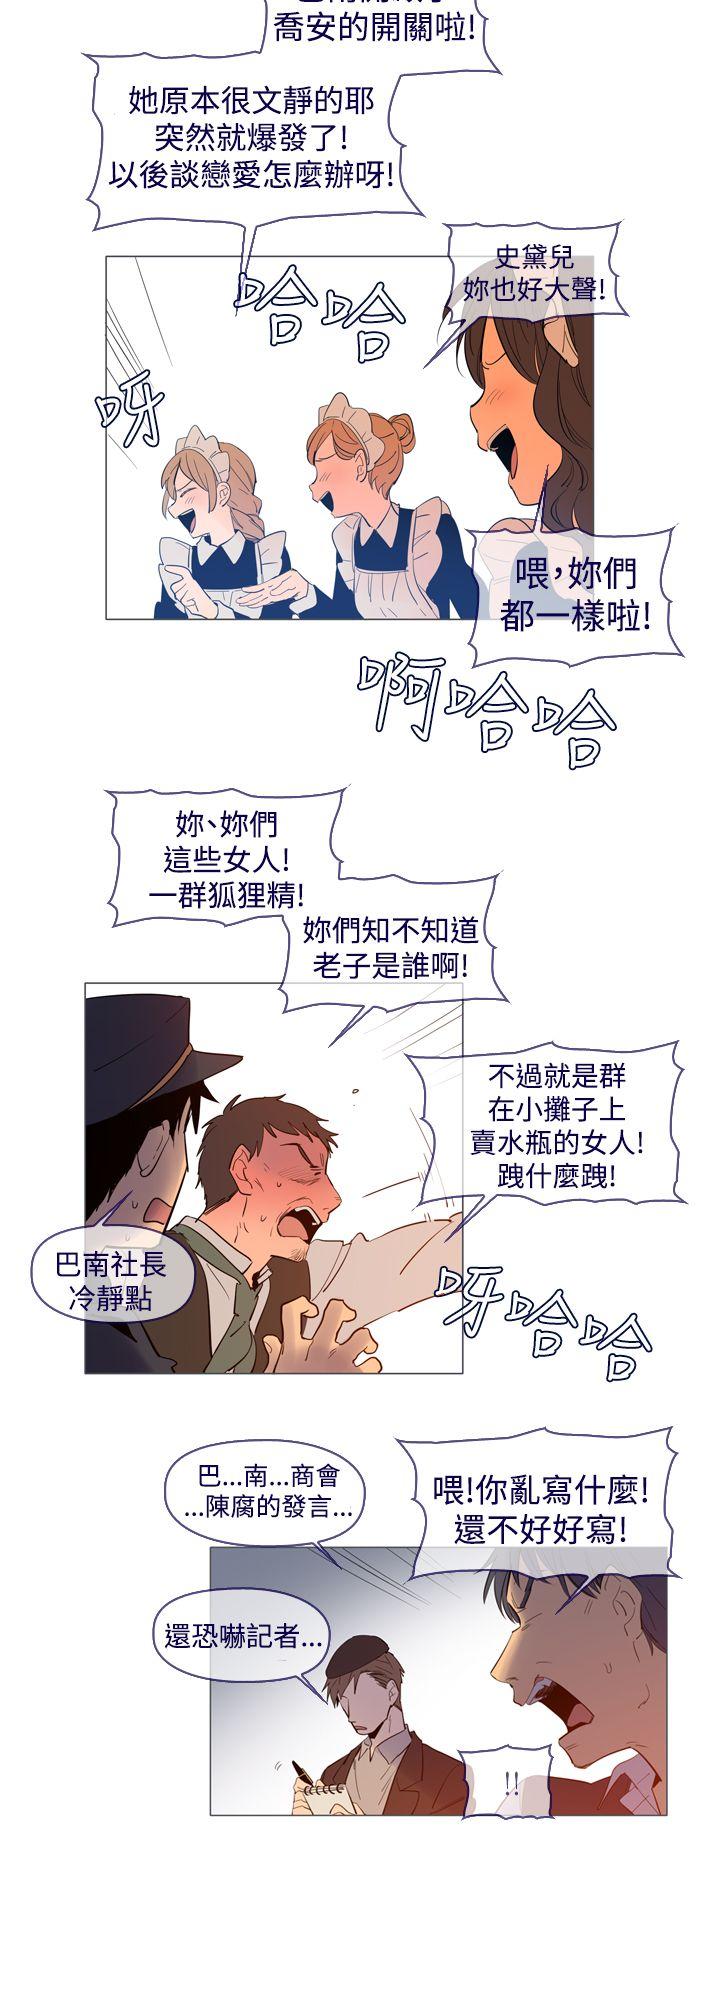 喬安的開關啦!
她原本很文靜的耶
突然就爆發了!
以後談戀愛怎麼辦呀!
史黛兒
妳也好大聲!
哈哈
呀
喂,妳們
都一樣啦!
啊哈哈
妳、妳們
這些女人!
一群狐狸精!
妳們知不知道
老子是誰啊!
不過就是群
在小攤子上
賣水瓶的女人!
跩什麼跩!
巴南社長
冷靜點
呀哈哈
巴...南...商會
...陳腐的發言...
喂!你亂寫什麼!
還不好好寫!
還恐嚇記者...
!!